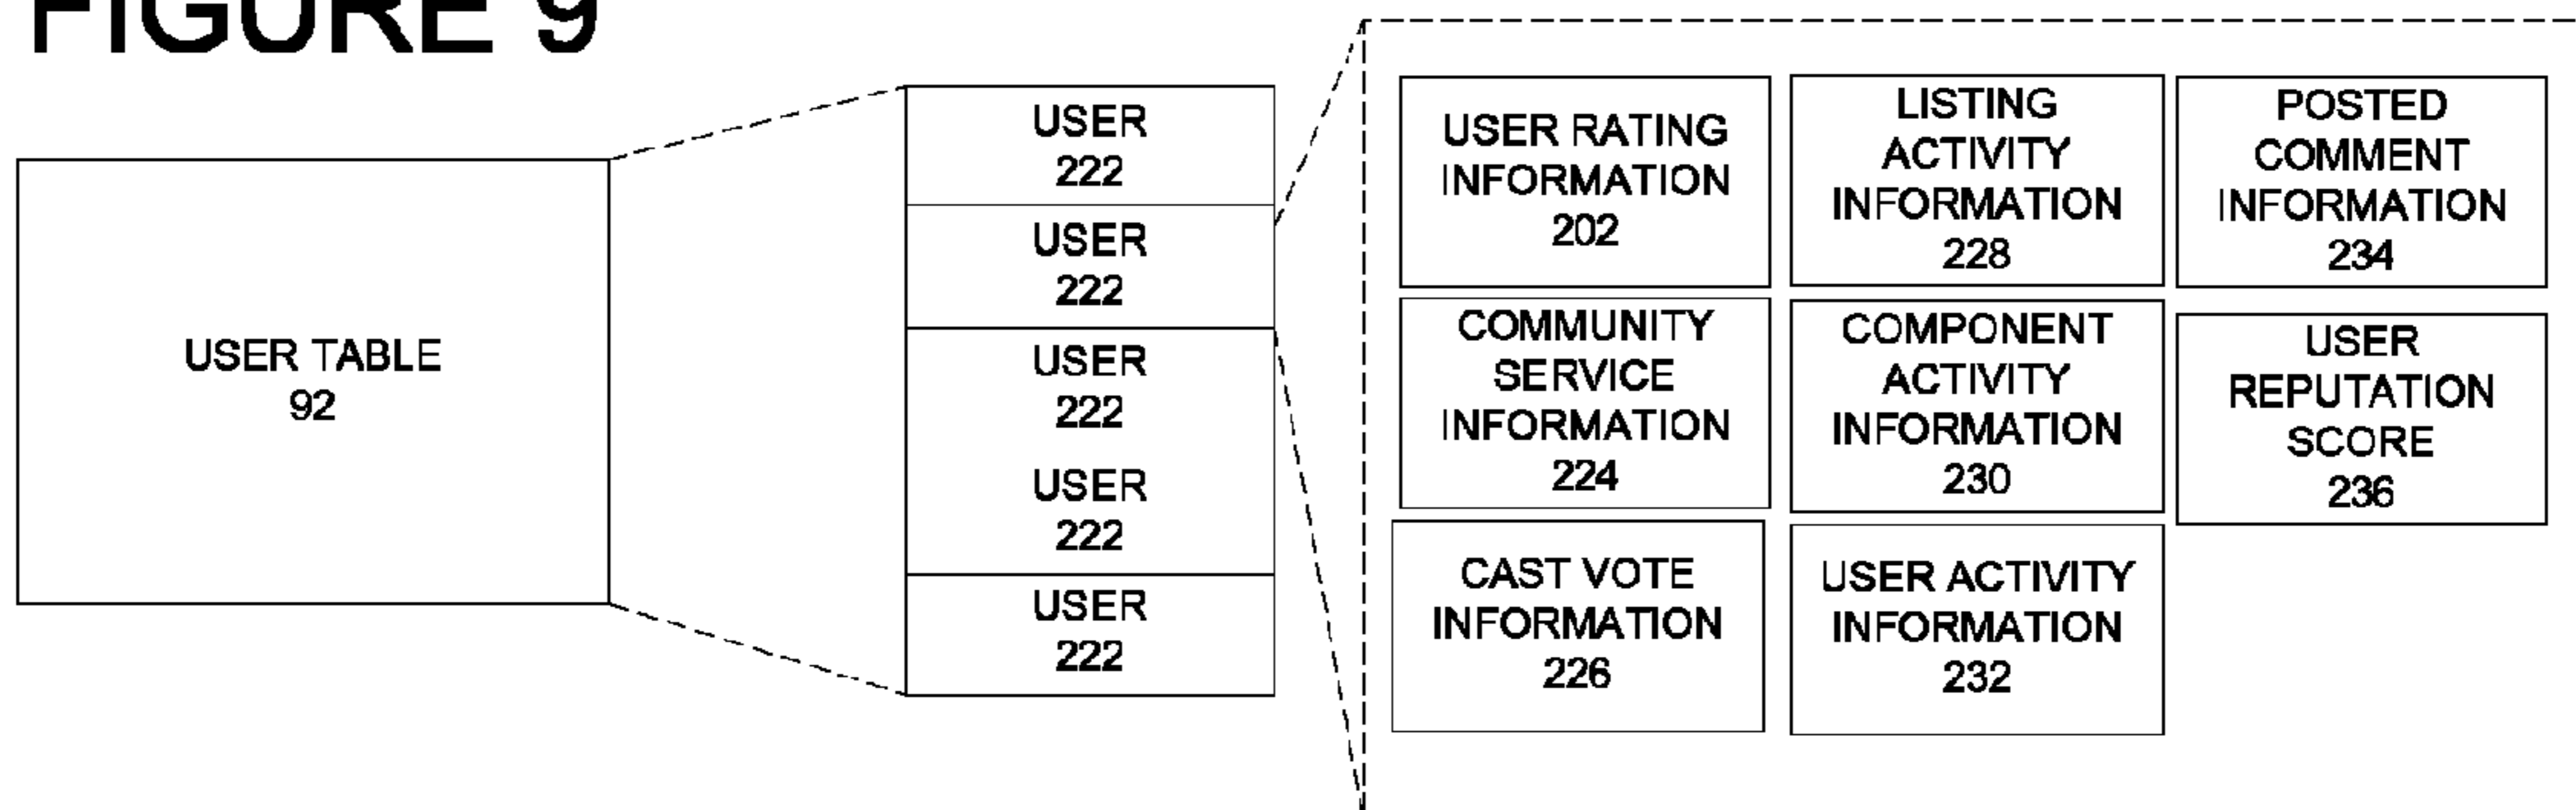 FIGURE 9
USER TABLE
92
USER
222
USER
222
USER
222
USER
222
USER
222
USER RATING
INFORMATION
202
COMMUNITY
SERVICE
INFORMATION
224
CAST VOTE
INFORMATION
226
LISTING
ACTIVITY
INFORMATION
228
COMPONENT
ACTIVITY
INFORMATION
230
USER ACTIVITY
INFORMATION
232
POSTED
COMMENT
INFORMATION
234
USER
REPUTATION
SCORE
236